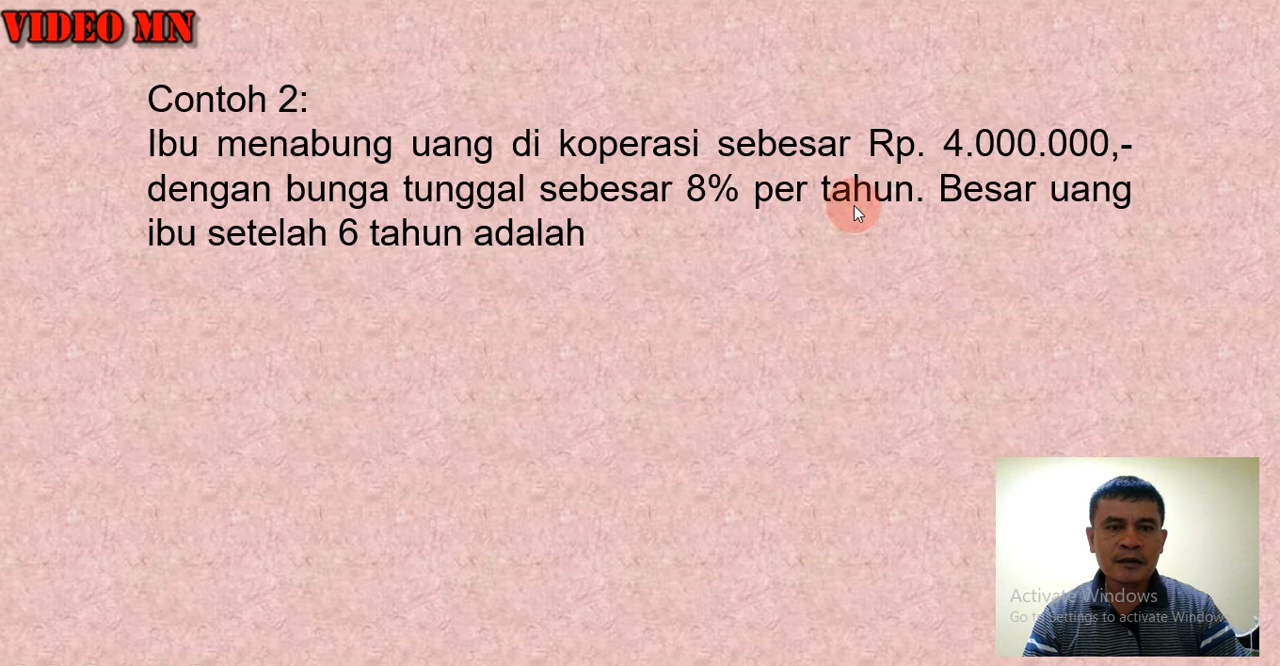 VIDEO MN
Contoh 2:
Ibu menabung uang di koperasi sebesar Rp. 4.000.000,-
dengan bunga tunggal sebesar 8% per tahun. Besar uang
ibu setelah 6 tahun adalah
Activate Windows
Go to Settings to activate Windows